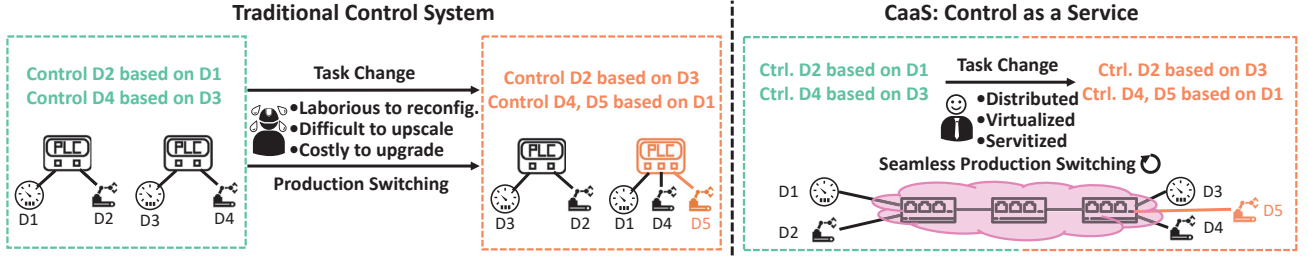 Traditional Control System
Control D2 based on D1
Control D4 based on D3
PLC
PLC
D1
D2
D3
D4
Task Change
•Laborious to reconfig.
•Difficult to upscale
•Costly to upgrade
Production Switching
Control D2 based on D3
Control D4, D5 based on D1
PLC
PLC
D3
D2
D1
D4
D5
CaaS: Control as a Service
Ctrl. D2 based on D1
Ctrl. D4 based on D3
Task Change
•Distributed
•Virtualized
•Servitized
Ctrl. D2 based on D3
Ctrl. D4, D5 based on D1
Seamless Production Switching
D1
D3
D5
D2
D4